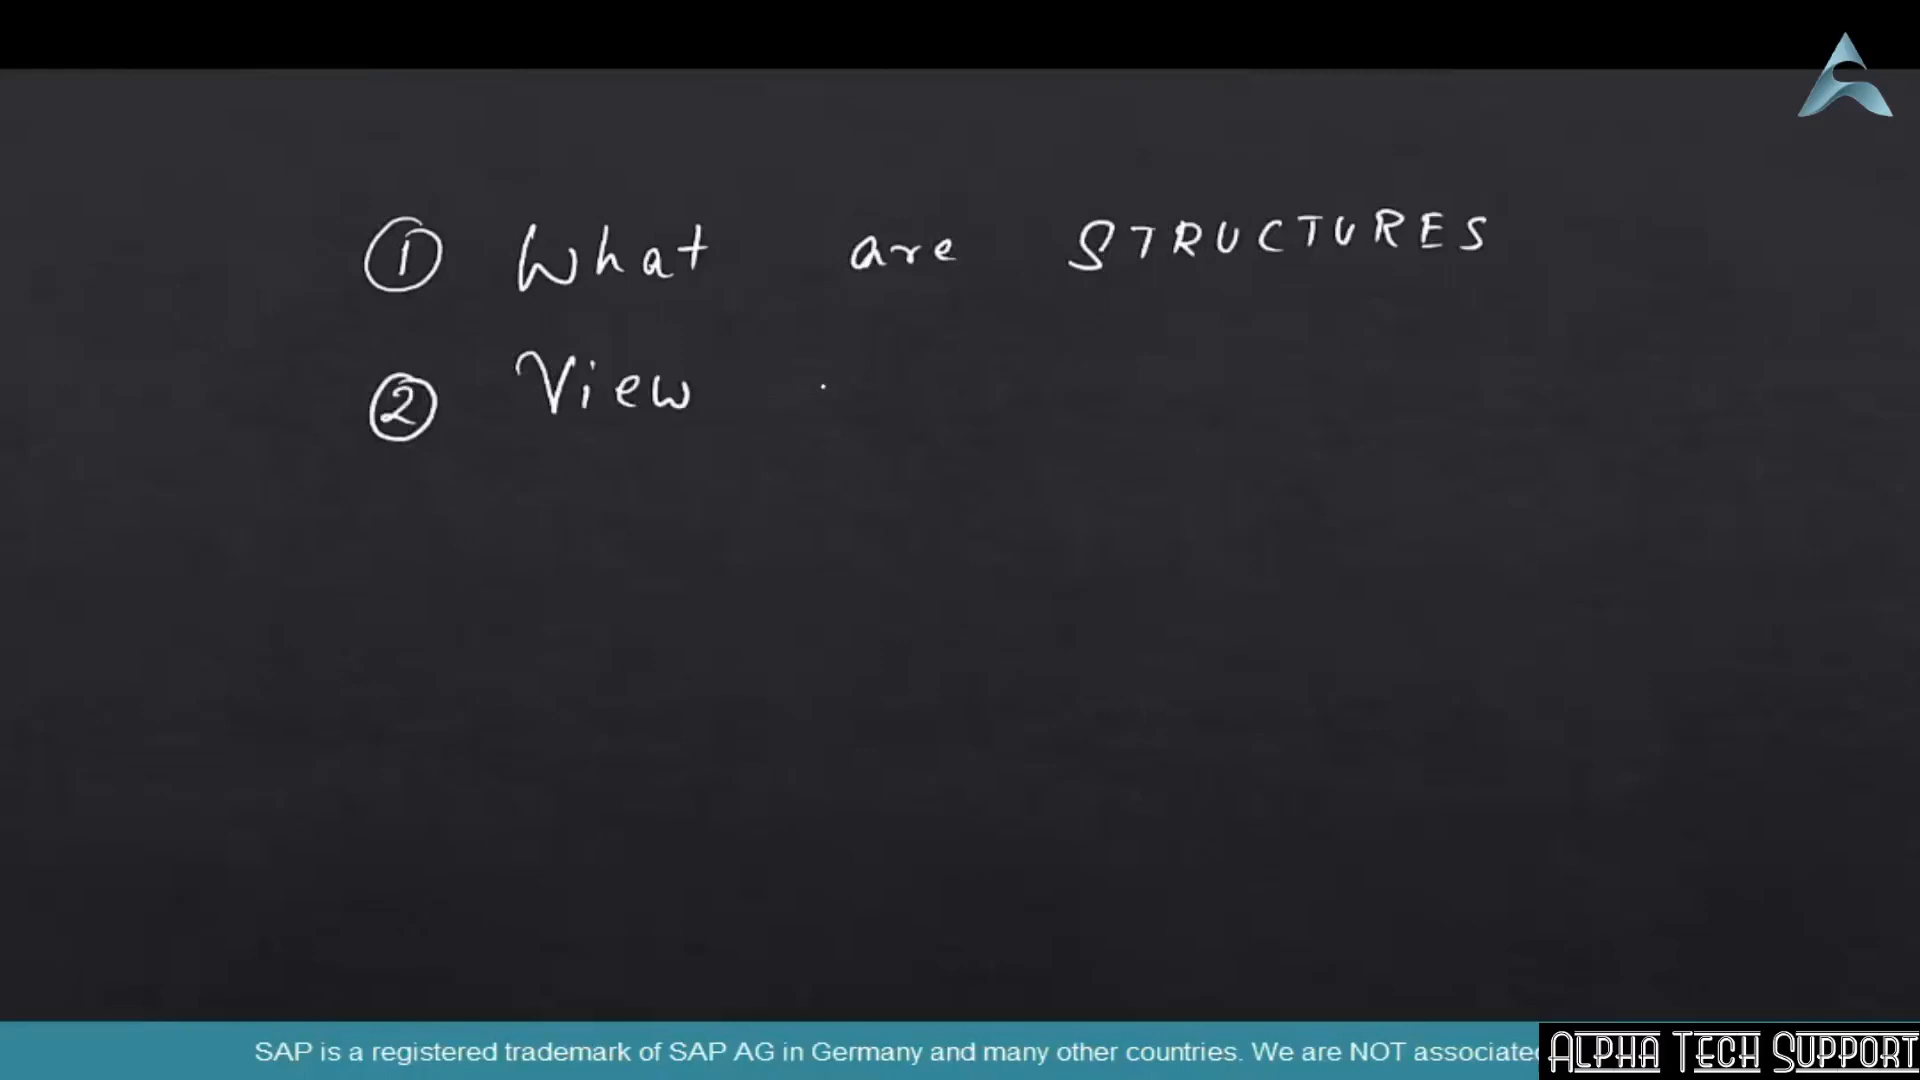 ① What are STRUCTURES
② View
SAP is a registered trademark of SAP AG in Germany and many other countries. We are NOT associated
ALPHA TECH SUPPORT